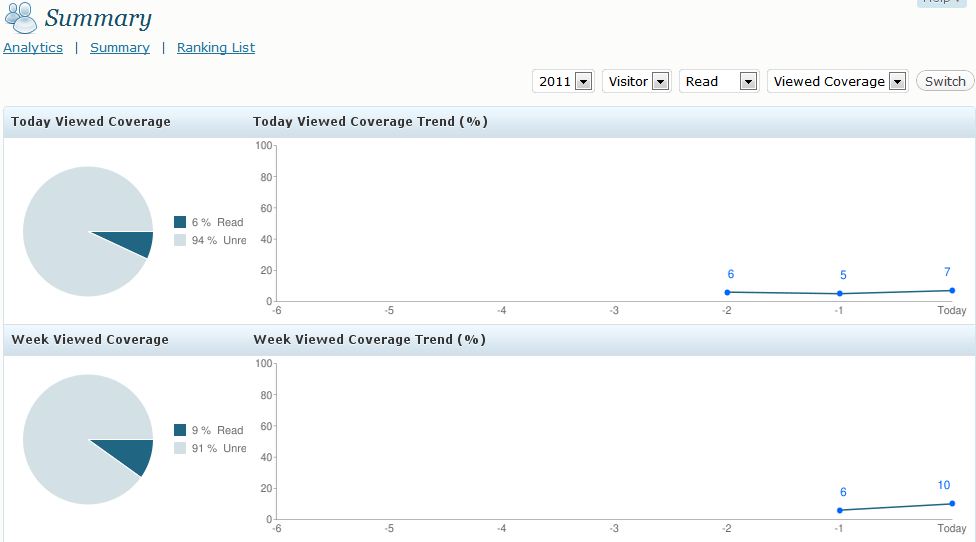 Help
Summary
Analytics | Summary | Ranking List
2011 Visitor Read Viewed Coverage Switch
Today Viewed Coverage
Today Viewed Coverage Trend (%)
6 % Read
94 % Unre
100
80
60
40
20
0
6 5 7
-6 -5 -4 -3 -2 -1 Today
Week Viewed Coverage
Week Viewed Coverage Trend (%)
9 % Read
91 % Unre
100
80
60
40
20
0
6 10
-6 -5 -4 -3 -2 -1 Today